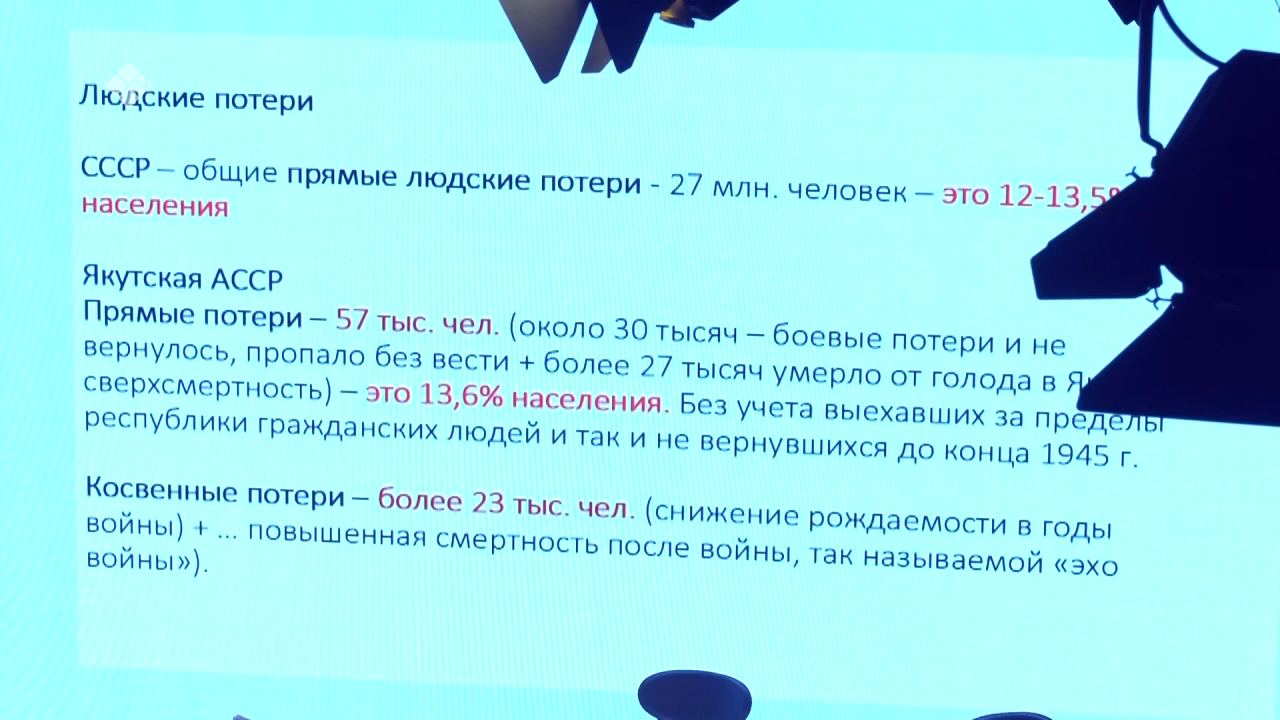 Людские потери
СССР – общие прямые людские потери - 27 млн. человек – это 12-13,5%
населения
Якутская АССР
Прямые потери – 57 тыс. чел. (около 30 тысяч – боевые потери и не
вернулось, пропало без вести + более 27 тысяч умерло от голода в
сверхсмертность) – это 13,6% населения. Без учета выехавших за пределы
республики гражданских людей и так и не вернувшихся до конца 1945 г.
Косвенные потери – более 23 тыс. чел. (снижение рождаемости в годы
войны) + ... повышенная смертность после войны, так называемой «эхо
войны»).